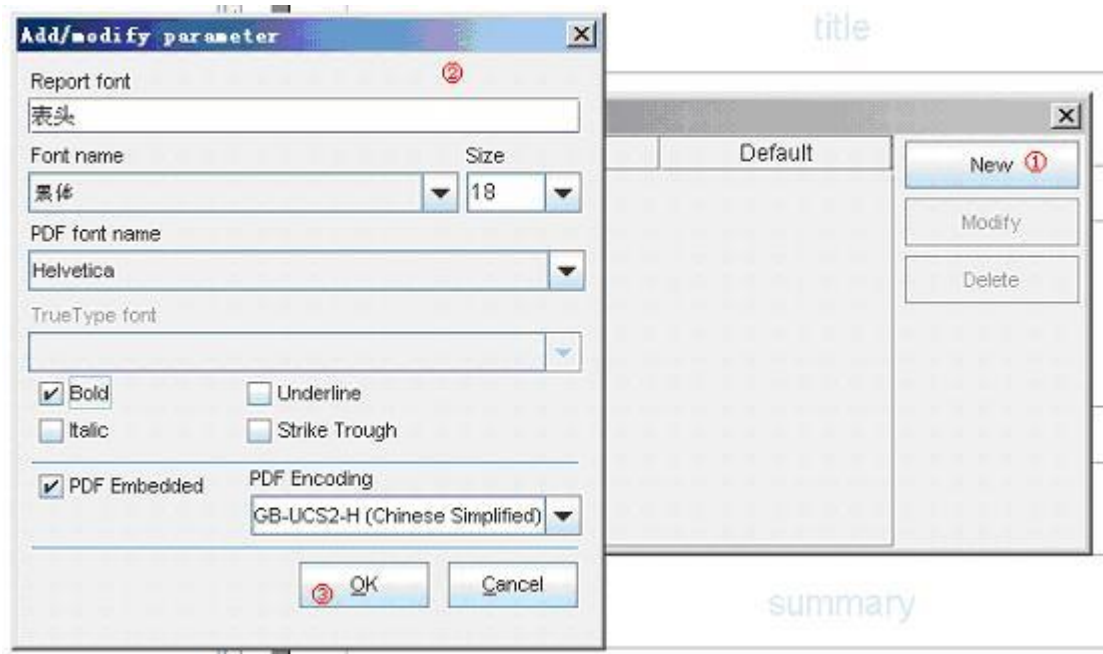 title
Add/modify parameter
②
Report font
表头
Font name Size
黑体 18
PDF font name
Helvetica
TrueType font
Bold Underline
Italic Strike Trough
PDF Embedded PDF Encoding
GB-UCS2-H (Chinese Simplified)
③ OK Cancel
Default
New ①
Modify
Delete
summary